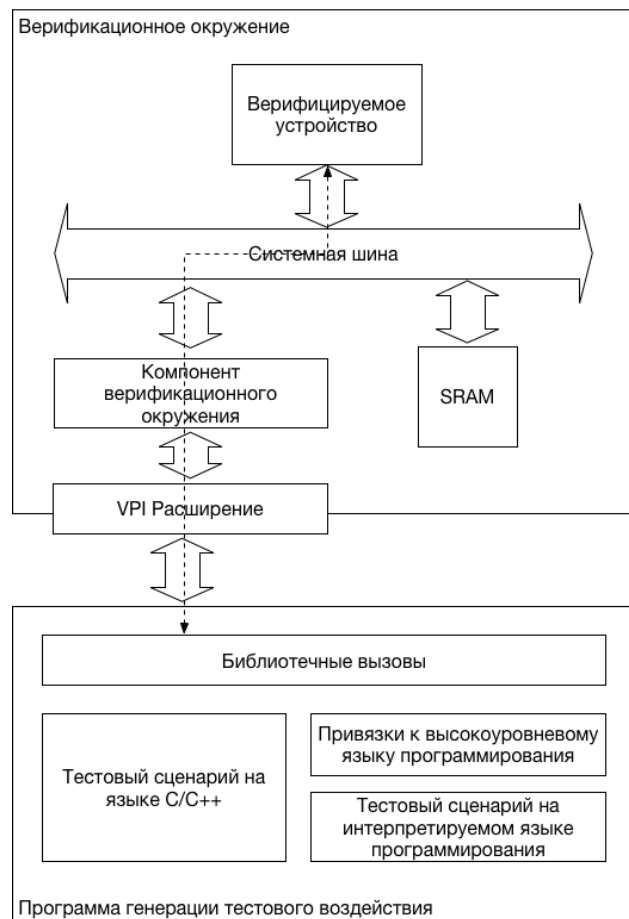 Верификационное окружение
Верифицируемое
устройство
Системная шина
Компонент
верификационного
окружения
SRAM
VPI Расширение
Библиотечные вызовы
Тестовый сценарий на
языке C/C++
Привязки к высокоуровневому
языку программирования
Тестовый сценарий на
интерпретируемом языке
программирования
Программа генерации тестового воздействия